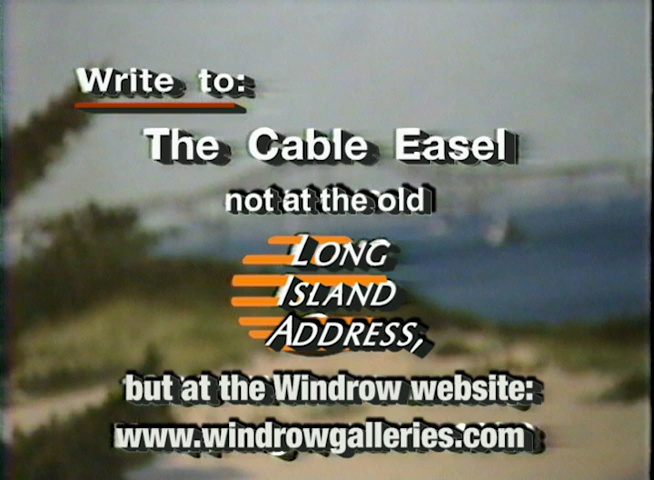 Write to:
The Cable Easel
not at the old
LONG
ISLAND
ADDRESS,
but at the Windrow website:
www.windrowgalleries.com